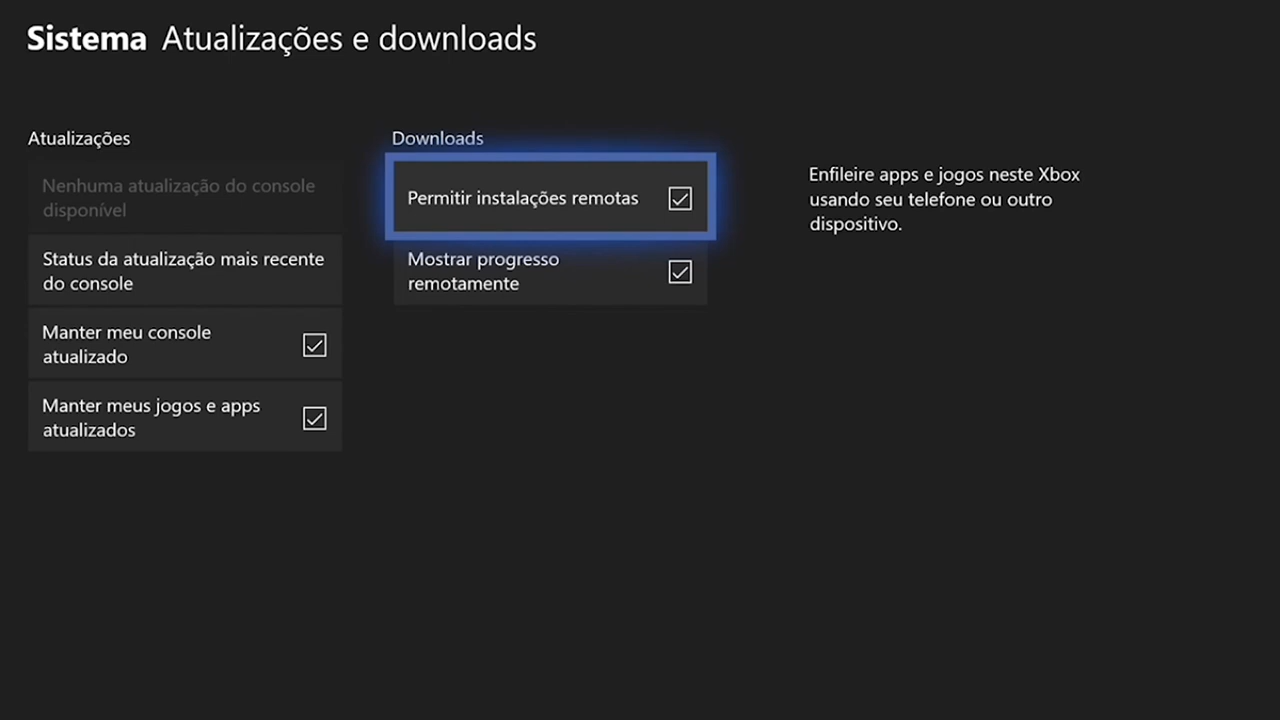 Sistema Atualizações e downloads
Atualizações
Nenhuma atualização do console
disponível
Status da atualização mais recente
do console
Manter meu console
atualizado
Manter meus jogos e apps
atualizados
Downloads
Permitir instalações remotas
Mostrar progresso
remotamente
Enfileire apps e jogos neste Xbox
usando seu telefone ou outro
dispositivo.